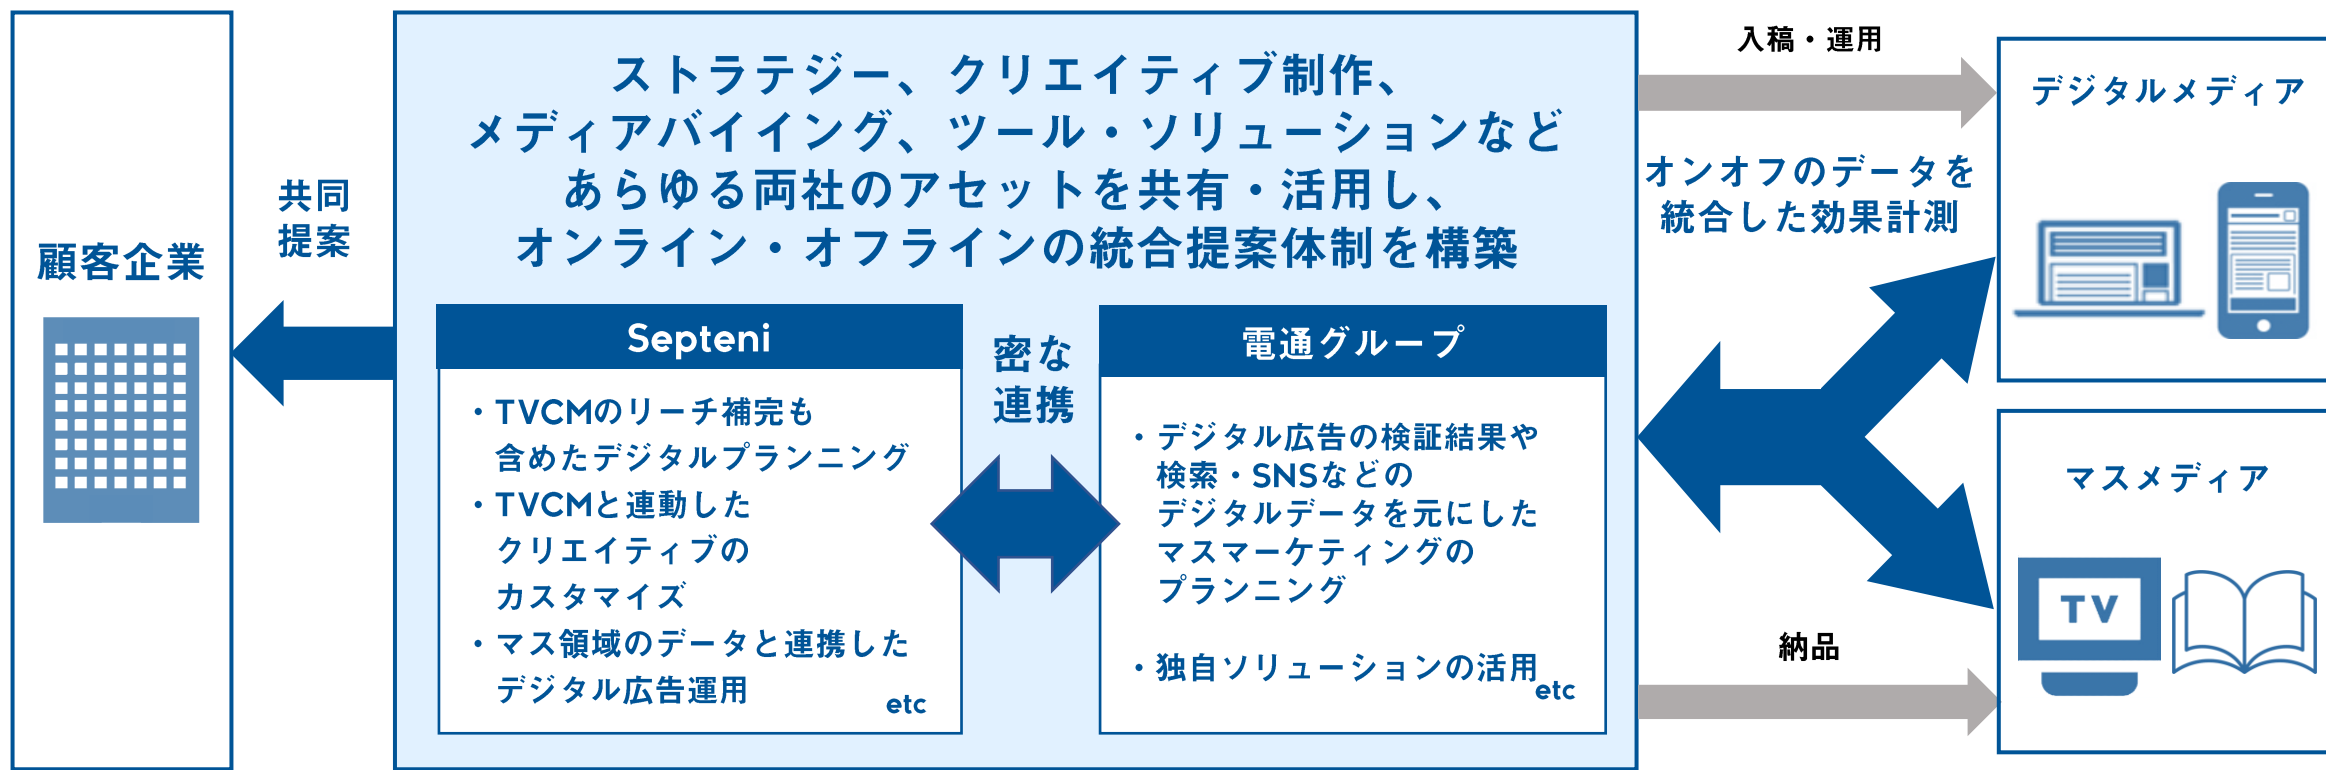 顧客企業
共同
提案
ストラテジー、クリエイティブ制作、
メディアバイイング、ツール・ソリューションなど
あらゆる両社のアセットを共有・活用し、
オンライン・オフラインの統合提案体制を構築
Septeni
・TVCMのリーチ補完も
含めたデジタルプランニング
・TVCMと連動した
クリエイティブの
カスタマイズ
・マス領域のデータと連携した
デジタル広告運用
etc
密な
連携
電通グループ
・デジタル広告の検証結果や
検索・SNSなどの
デジタルデータを元にした
マスマーケティングの
プランニング
・独自ソリューションの活用
etc
入稿・運用
オンオフのデータを
統合した効果計測
納品
デジタルメディア
マスメディア
TV